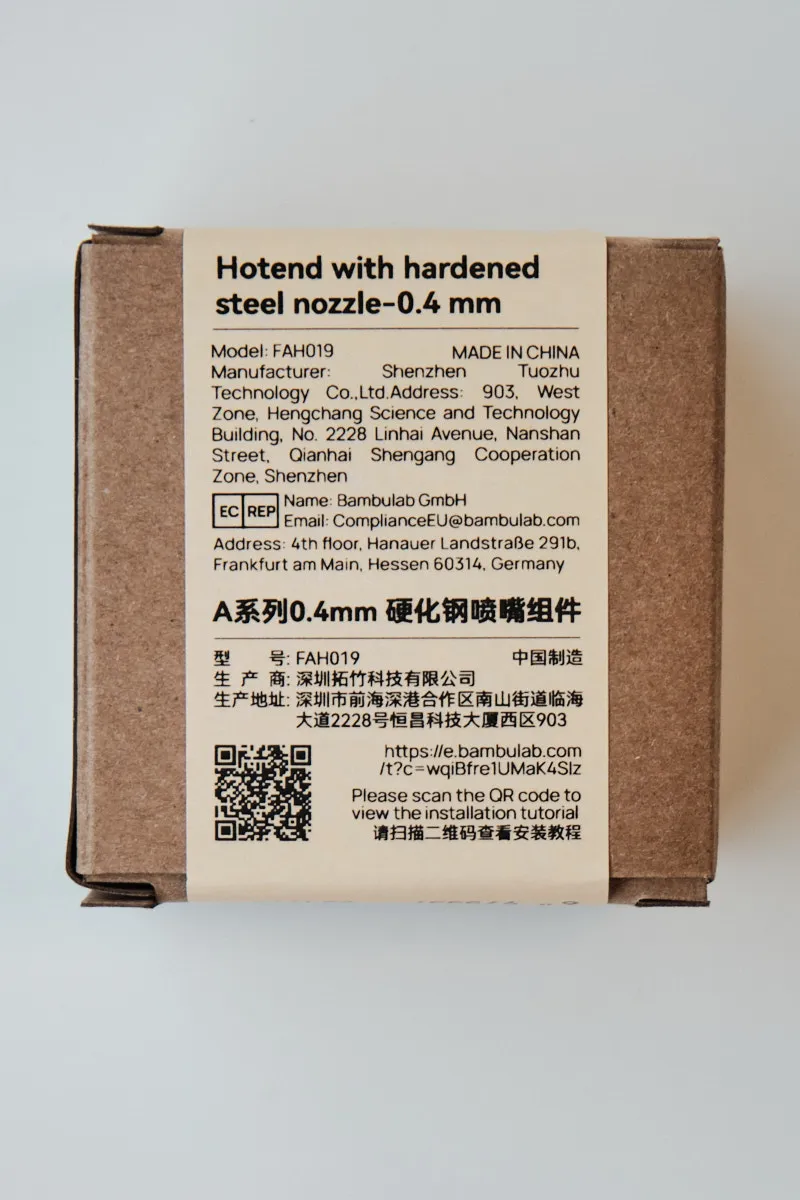 Hotend with hardened
steel nozzle-0.4 mm
Model: FAH019 MADE IN CHINA
Manufacturer: Shenzhen Tuozhu
Technology Co.,Ltd.Address: 903, West
Zone, Hengchang Science and Technology
Building, No. 2228 Linhai Avenue, Nanshan
Street, Qianhai Shengang Cooperation
Zone, Shenzhen
EC REP Name: Bambulab GmbH
Email: ComplianceEU@bambulab.com
Address: 4th floor, Hanauer Landstraße 291b,
Frankfurt am Main, Hessen 60314, Germany
A系列0.4mm 硬化钢喷嘴组件
型 号: FAH019 中国制造
生 产 商: 深圳拓竹科技有限公司
生产地址: 深圳市前海深港合作区南山街道临海
大道2228号恒昌科技大厦西区903
https://e.bambulab.com
/t?c=wqiBfre1UMaK4SIz
Please scan the QR code to
view the installation tutorial
请扫描二维码查看安装教程